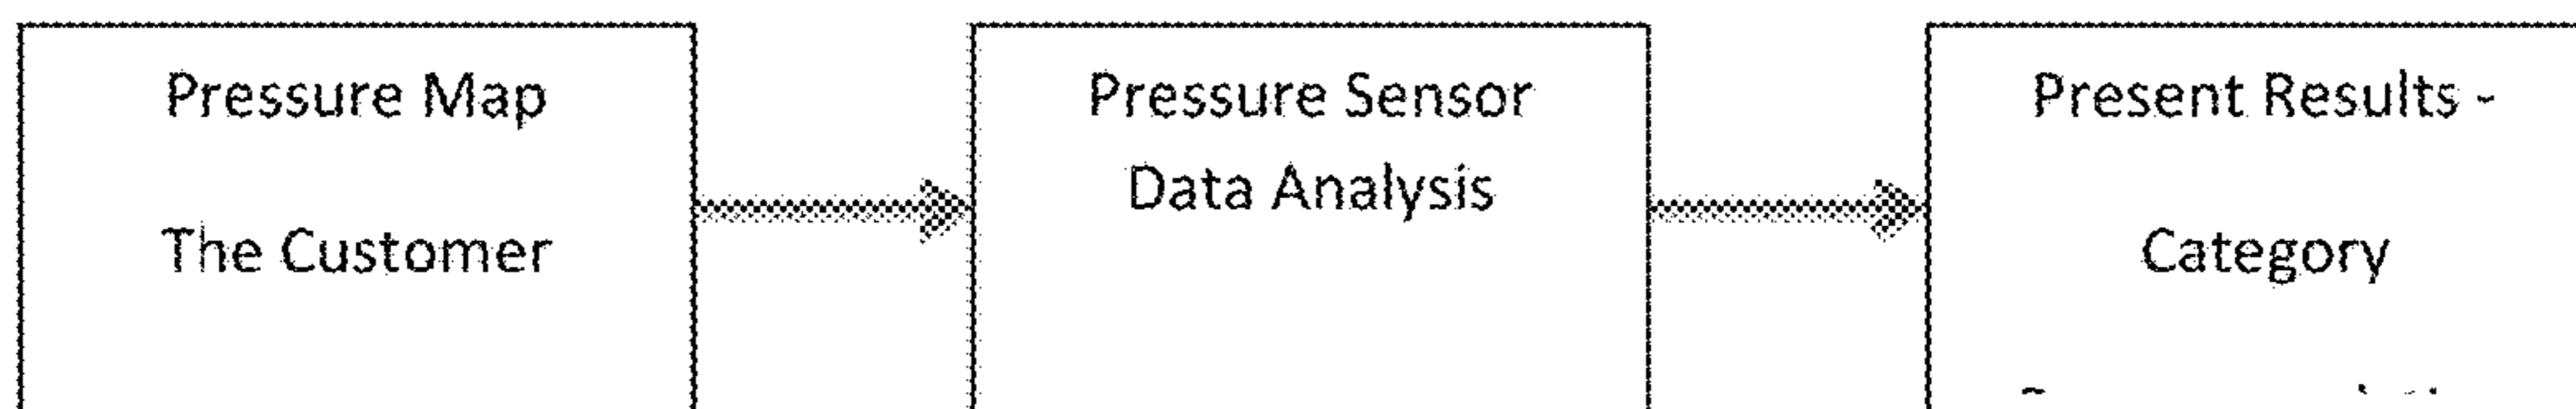 Pressure Map
The Customer
Pressure Sensor
Data Analysis
Present Results -
Category